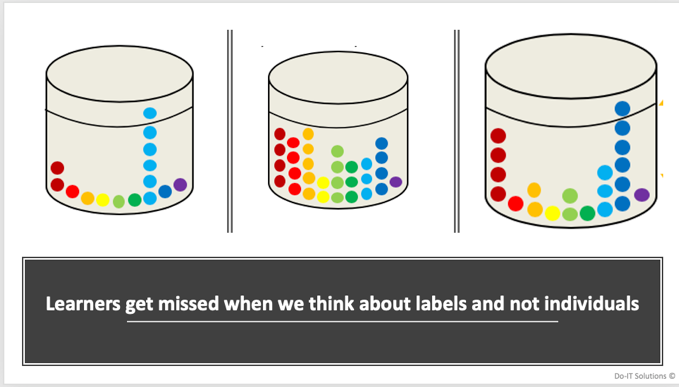 Learners get missed when we think about labels and not individuals
Do-IT Solutions ©